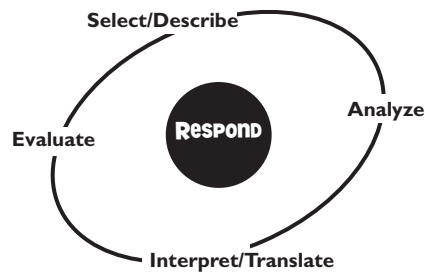 Select/Describe
Analyze
Respond
Evaluate
Interpret/Translate